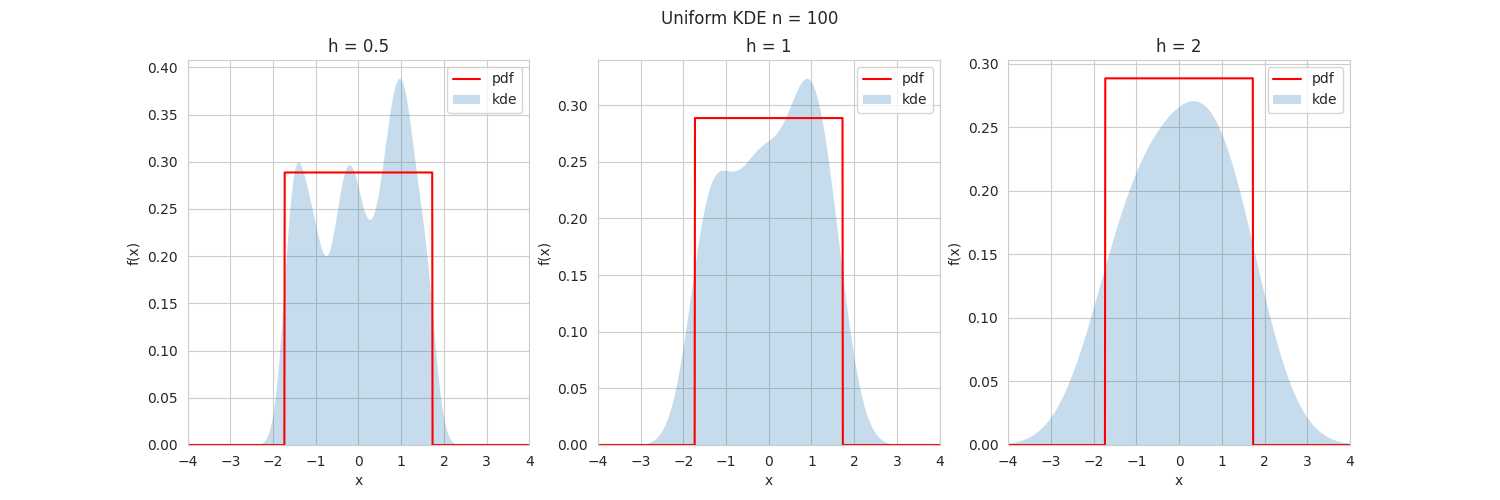 Uniform KDE n = 100
h = 0.5
pdf
kde
0.40
0.35
0.30
0.25
0.20
0.15
0.10
0.05
0.00
f(x)
−4 −3 −2 −1 0 1 2 3 4
x
h = 1
pdf
kde
0.30
0.25
0.20
0.15
0.10
0.05
0.00
f(x)
−4 −3 −2 −1 0 1 2 3 4
x
h = 2
pdf
kde
0.30
0.25
0.20
0.15
0.10
0.05
0.00
f(x)
−4 −3 −2 −1 0 1 2 3 4
x